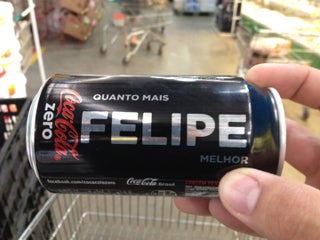 QUANTO MAIS
Coca-Cola
zero
FELIPE
MELHOR
facebook.com/cocacolazero
Coca-Cola Brasil